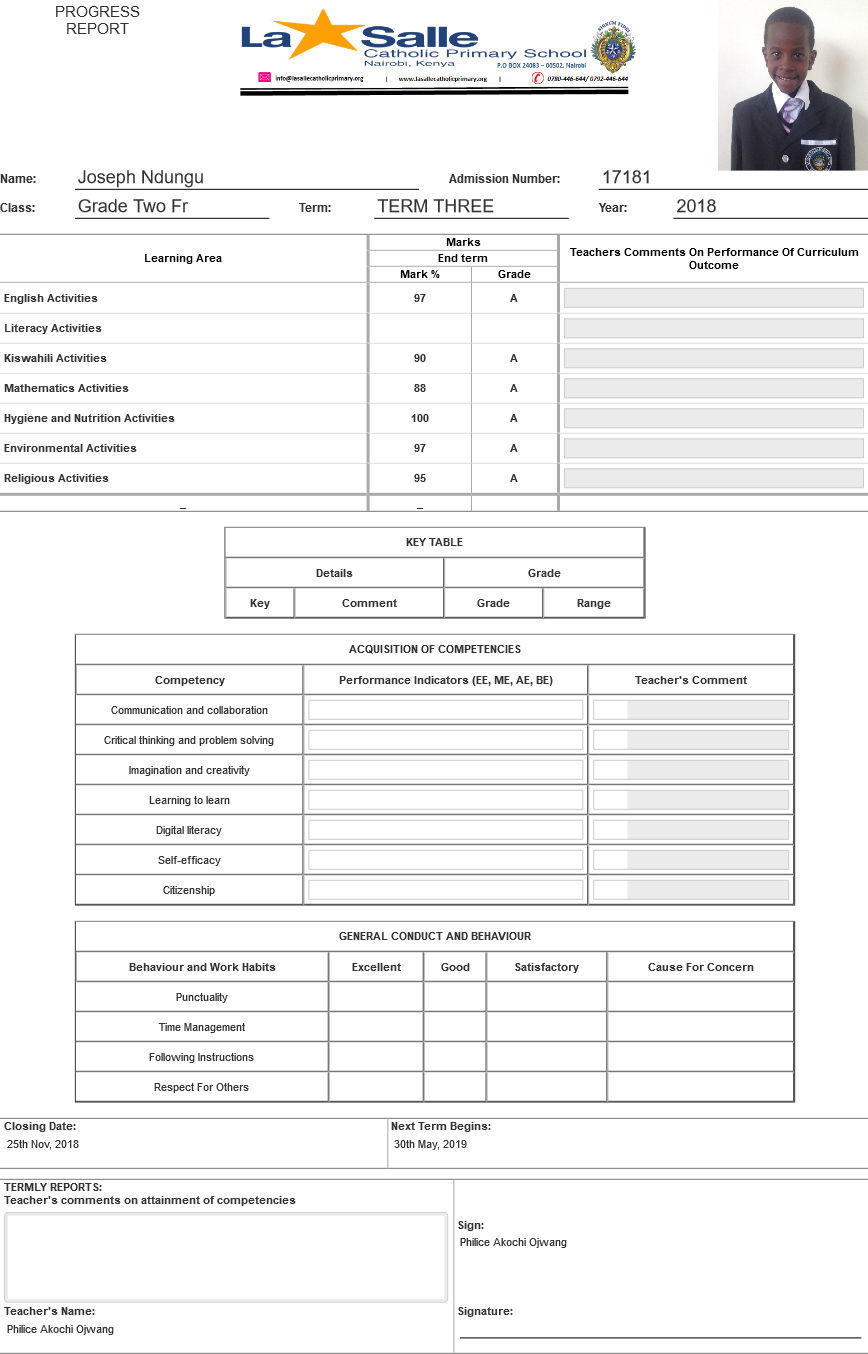 PROGRESS
REPORT
La Salle
Catholic Primary School
Nairobi, Kenya
P.O BOX 24083 – 00502, Nairobi
info@lasallecatholicprimary.org | www.lasallecatholicprimary.org | 0780-446-644/ 0792-446-644
Name: Joseph Ndungu Admission Number: 17181
Class: Grade Two Fr Term: TERM THREE Year: 2018
Learning Area Marks Teachers Comments On Performance Of Curriculum Outcome
End term
Mark % Grade
English Activities 97 A
Literacy Activities
Kiswahili Activities 90 A
Mathematics Activities 88 A
Hygiene and Nutrition Activities 100 A
Environmental Activities 97 A
Religious Activities 95 A
_ _
KEY TABLE
Details Grade
Key Comment Grade Range
ACQUISITION OF COMPETENCIES
Competency Performance Indicators (EE, ME, AE, BE) Teacher's Comment
Communication and collaboration
Critical thinking and problem solving
Imagination and creativity
Learning to learn
Digital literacy
Self-efficacy
Citizenship
GENERAL CONDUCT AND BEHAVIOUR
Behaviour and Work Habits Excellent Good Satisfactory Cause For Concern
Punctuality
Time Management
Following Instructions
Respect For Others
Closing Date: Next Term Begins:
25th Nov, 2018 30th May, 2019
TERMLY REPORTS:
Teacher's comments on attainment of competencies
Sign:
Philice Akochi Ojwang
Teacher's Name: Signature:
Philice Akochi Ojwang